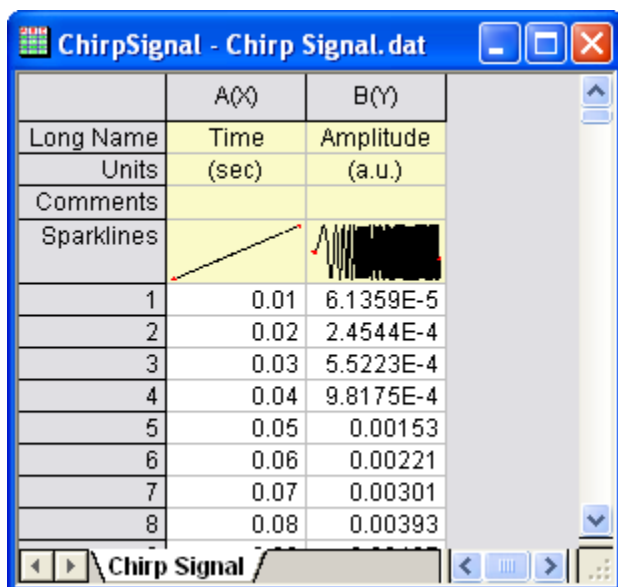 ChirpSignal - Chirp Signal.dat
A(X) B(Y)
Long Name Time Amplitude
Units (sec) (a.u.)
Comments
Sparklines
1 0.01 6.1359E-5
2 0.02 2.4544E-4
3 0.03 5.5223E-4
4 0.04 9.8175E-4
5 0.05 0.00153
6 0.06 0.00221
7 0.07 0.00301
8 0.08 0.00393
Chirp Signal